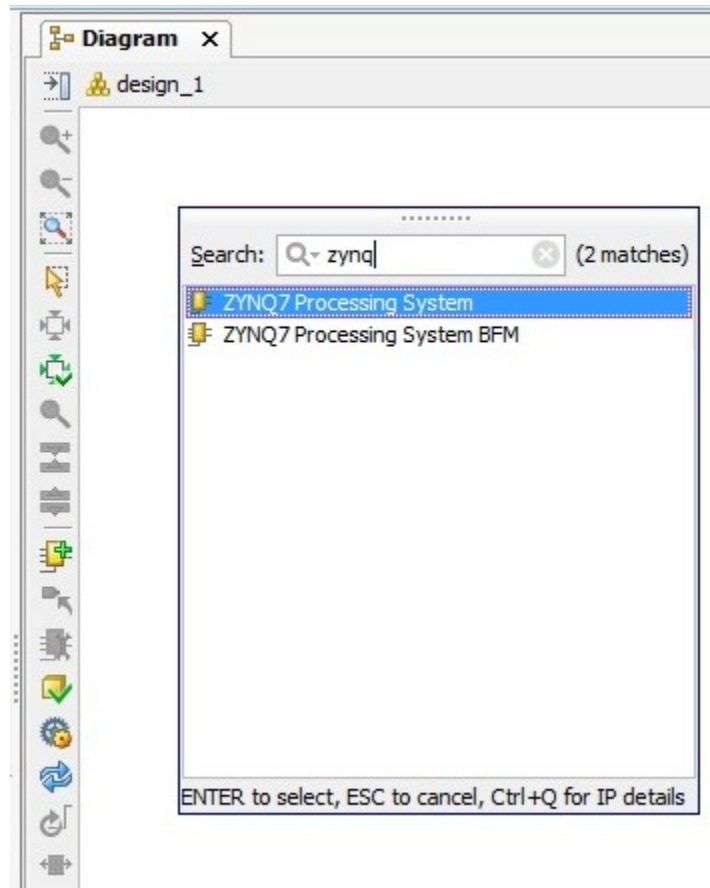 Diagram X
design_1
Search: zynq (2 matches)
ZYNQ7 Processing System
ZYNQ7 Processing System BFM
ENTER to select, ESC to cancel, Ctrl+Q for IP details